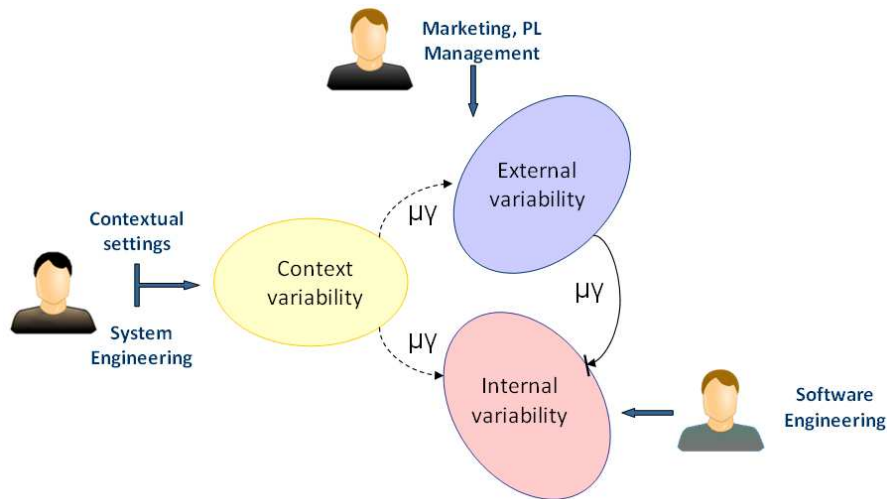 Marketing, PL
Management
External
variability
μγ
Contextual
settings
Context
variability
μγ
System
Engineering
μγ
Internal
variability
Software
Engineering